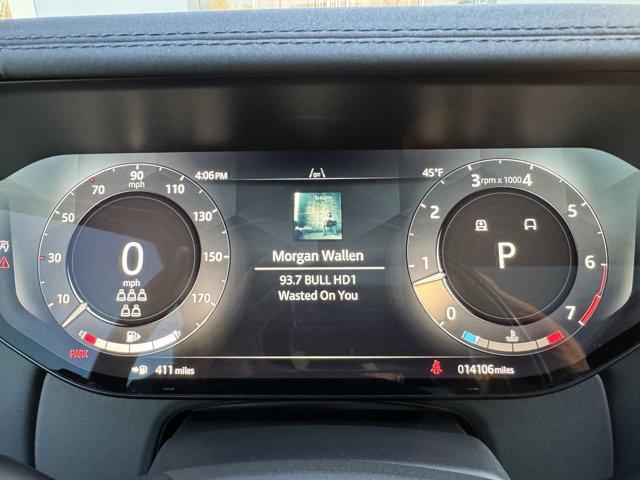 4:06PM
OFF
45°F
10 30 50 70 90 110 130 150 170
mph
0
mph
Morgan Wallen
93.7 BULL HD1
Wasted On You
0 1 2 3 4 5 6 7
rpm x 1000
P
E F
PARK
411 miles
014106 miles